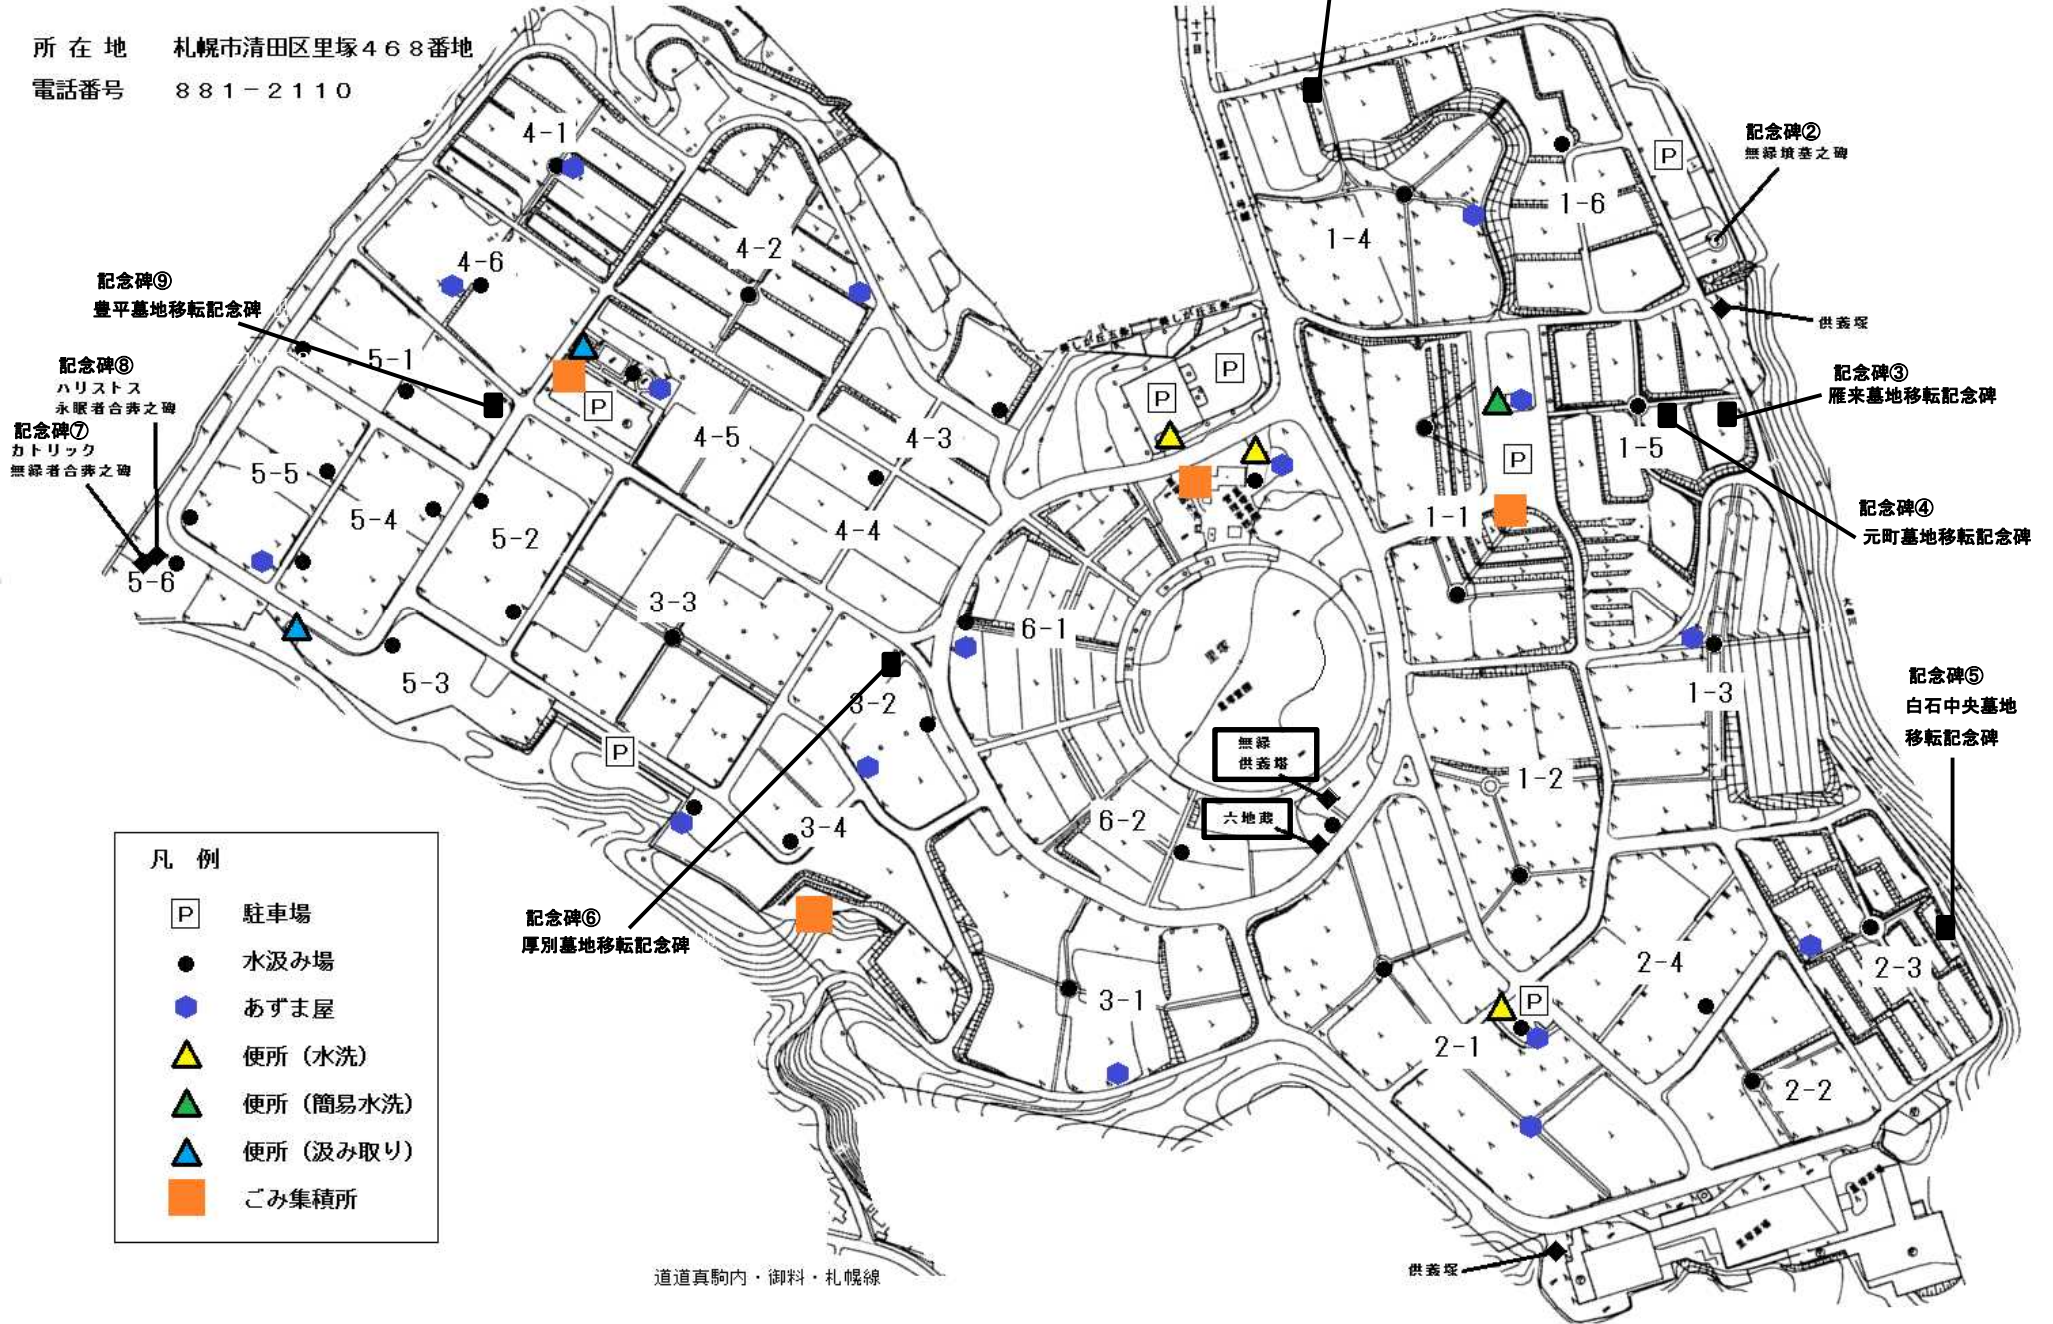 所 在 地　札幌市清田区里塚４６８番地
電話番号　８８１－２１１０
記念碑②
無縁墳墓之碑
供養塚
記念碑③
雁来墓地移転記念碑
記念碑④
元町墓地移転記念碑
記念碑⑤
白石中央墓地
移転記念碑
記念碑⑨
豊平墓地移転記念碑
記念碑⑧
ハリストス
永眠者合葬之碑
記念碑⑦
カトリック
無縁者合葬之碑
記念碑⑥
厚別墓地移転記念碑
4-1
4-2
4-6
5-1
4-5
4-3
4-4
5-5
5-4
5-2
5-6
5-3
3-3
3-2
3-4
3-1
6-1
6-2
1-4
1-6
1-5
1-1
1-3
1-2
2-4
2-3
2-1
2-2
P
P
P
P
P
P
P
里塚
里塚霊園
無縁
供養塔
六地蔵
凡 例
P 駐車場
水汲み場
あずま屋
便所（水洗）
便所（簡易水洗）
便所（汲み取り）
ごみ集積所
道道真駒内・御料・札幌線
供養塚